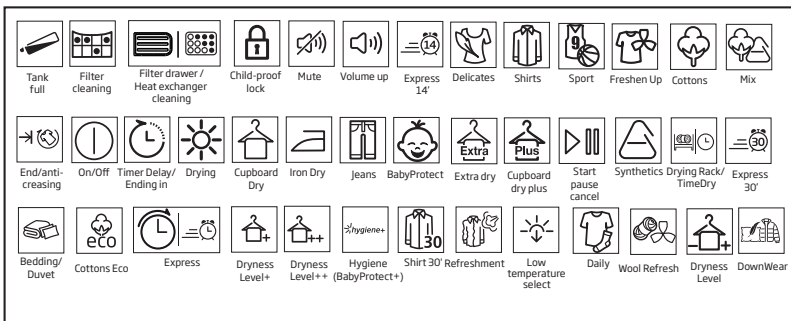 14
9
Tank full
Filter cleaning
Filter drawer / Heat exchanger cleaning
Child-proof lock
Mute
Volume up
Express 14'
Delicates
Shirts
Sport
Freshen Up
Cottons
Mix
Extra
Plus
30
End/anti-creasing
On/Off
Timer Delay/ Ending in
Drying
Cupboard Dry
Iron Dry
Jeans
BabyProtect
Extra dry
Cupboard dry plus
Start pause cancel
Synthetics
Drying Rack/ TimeDry
Express 30'
eco
+
++
hygiene+
30
- +
Bedding/ Duvet
Cottons Eco
Express
Dryness Level+
Dryness Level++
Hygiene (BabyProtect+)
Shirt 30'
Refreshment
Low temperature select
Daily
Wool Refresh
Dryness Level
DownWear